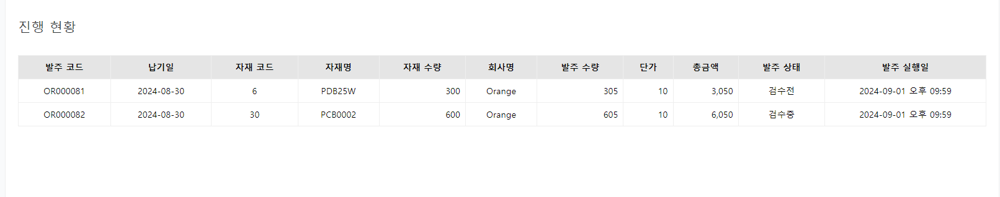 진행 현황
발주 코드 납기일 자재 코드 자재명 자재 수량 회사명 발주 수량 단가 총금액 발주 상태 발주 실행일
OR000081 2024-08-30 6 PDB25W 300 Orange 305 10 3,050 검수전 2024-09-01 오후 09:59
OR000082 2024-08-30 30 PCB0002 600 Orange 605 10 6,050 검수중 2024-09-01 오후 09:59